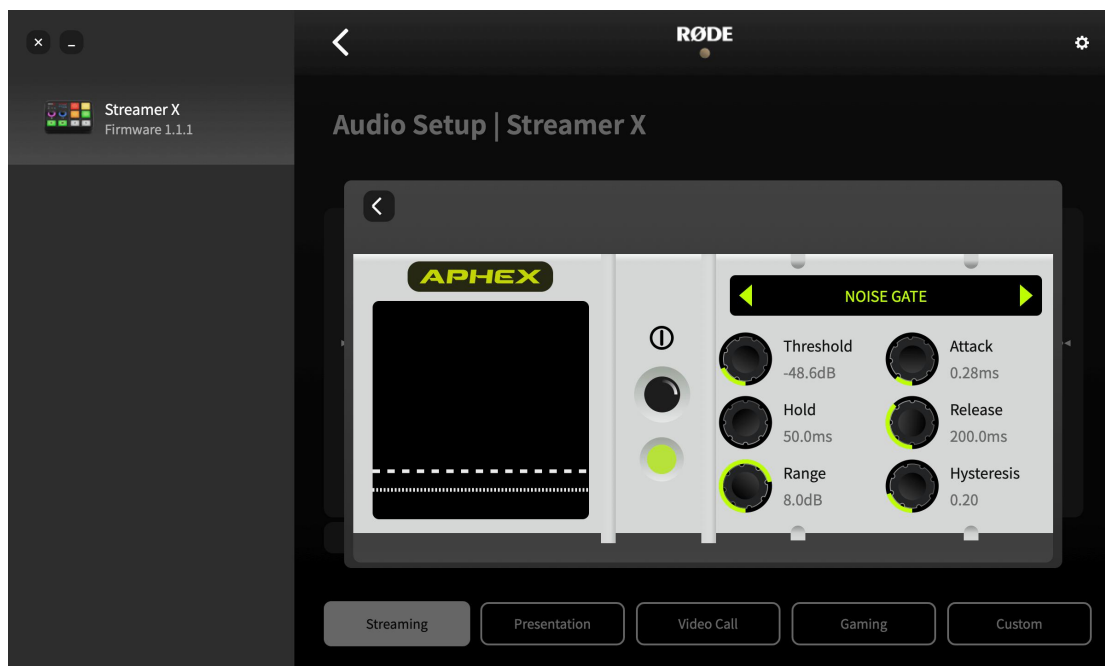 RØDE
Streamer X
Firmware 1.1.1
Audio Setup | Streamer X
APHEX
NOISE GATE
Threshold
-48.6dB
Attack
0.28ms
Hold
50.0ms
Release
200.0ms
Range
8.0dB
Hysteresis
0.20
Streaming
Presentation
Video Call
Gaming
Custom